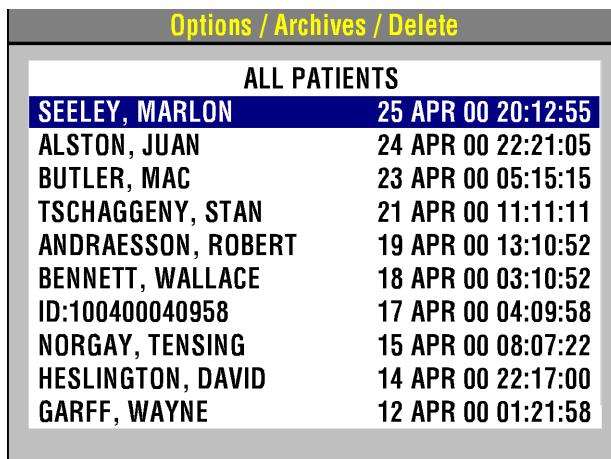 Options / Archives / Delete
ALL PATIENTS
SEELEY, MARLON 25 APR 00 20:12:55
ALSTON, JUAN 24 APR 00 22:21:05
BUTLER, MAC 23 APR 00 05:15:15
TSCHAGGENY, STAN 21 APR 00 11:11:11
ANDRAESSON, ROBERT 19 APR 00 13:10:52
BENNETT, WALLACE 18 APR 00 03:10:52
ID:100400040958 17 APR 00 04:09:58
NORGAY, TENSING 15 APR 00 08:07:22
HESLINGTON, DAVID 14 APR 00 22:17:00
GARFF, WAYNE 12 APR 00 01:21:58